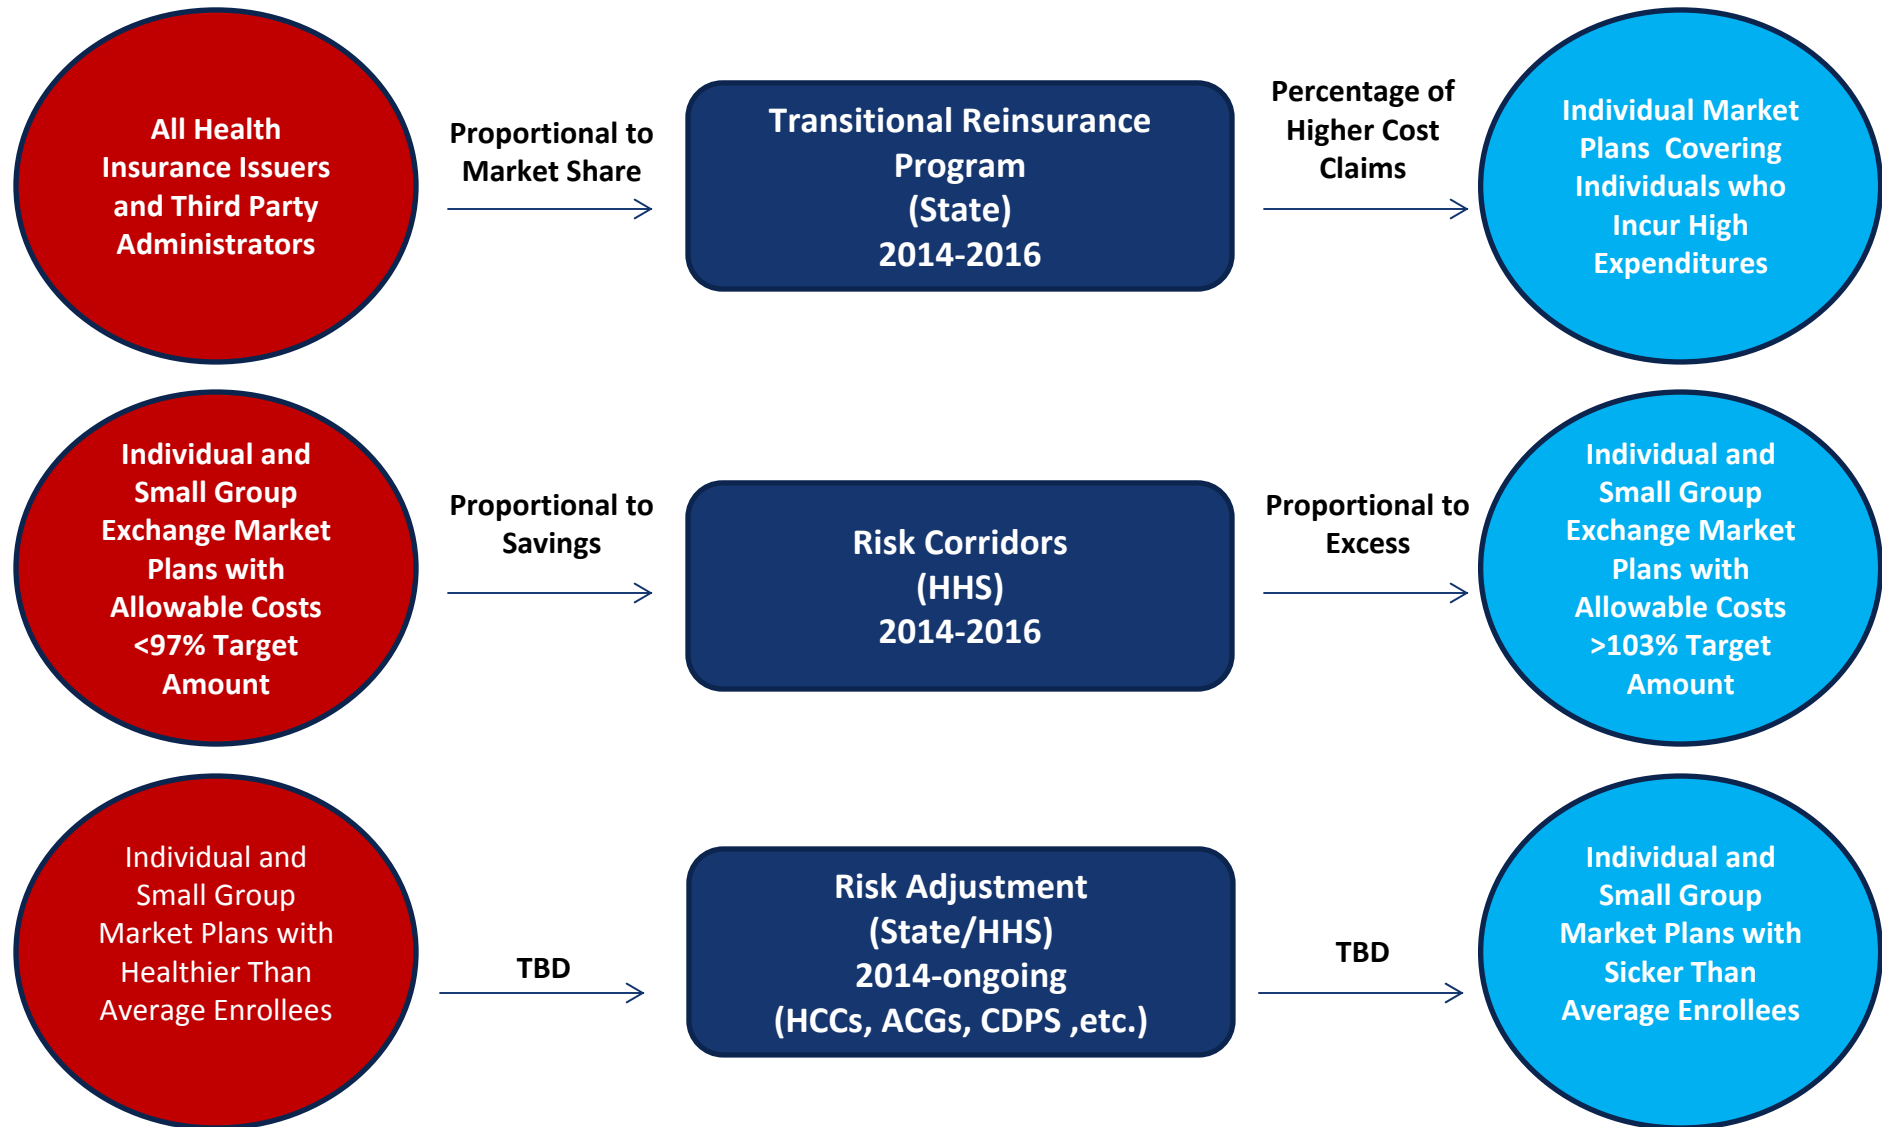 All Health
Insurance Issuers
and Third Party
Administrators
Proportional to
Market Share
Transitional Reinsurance
Program
(State)
2014-2016
Percentage of
Higher Cost
Claims
Individual Market
Plans Covering
Individuals who
Incur High
Expenditures
Individual and
Small Group
Exchange Market
Plans with
Allowable Costs
<97% Target
Amount
Proportional to
Savings
Risk Corridors
(HHS)
2014-2016
Proportional to
Excess
Individual and
Small Group
Exchange Market
Plans with
Allowable Costs
>103% Target
Amount
Individual and
Small Group
Market Plans with
Healthier Than
Average Enrollees
TBD
Risk Adjustment
(State/HHS)
2014-ongoing
(HCCs, ACGs, CDPS ,etc.)
TBD
Individual and
Small Group
Market Plans with
Sicker Than
Average Enrollees